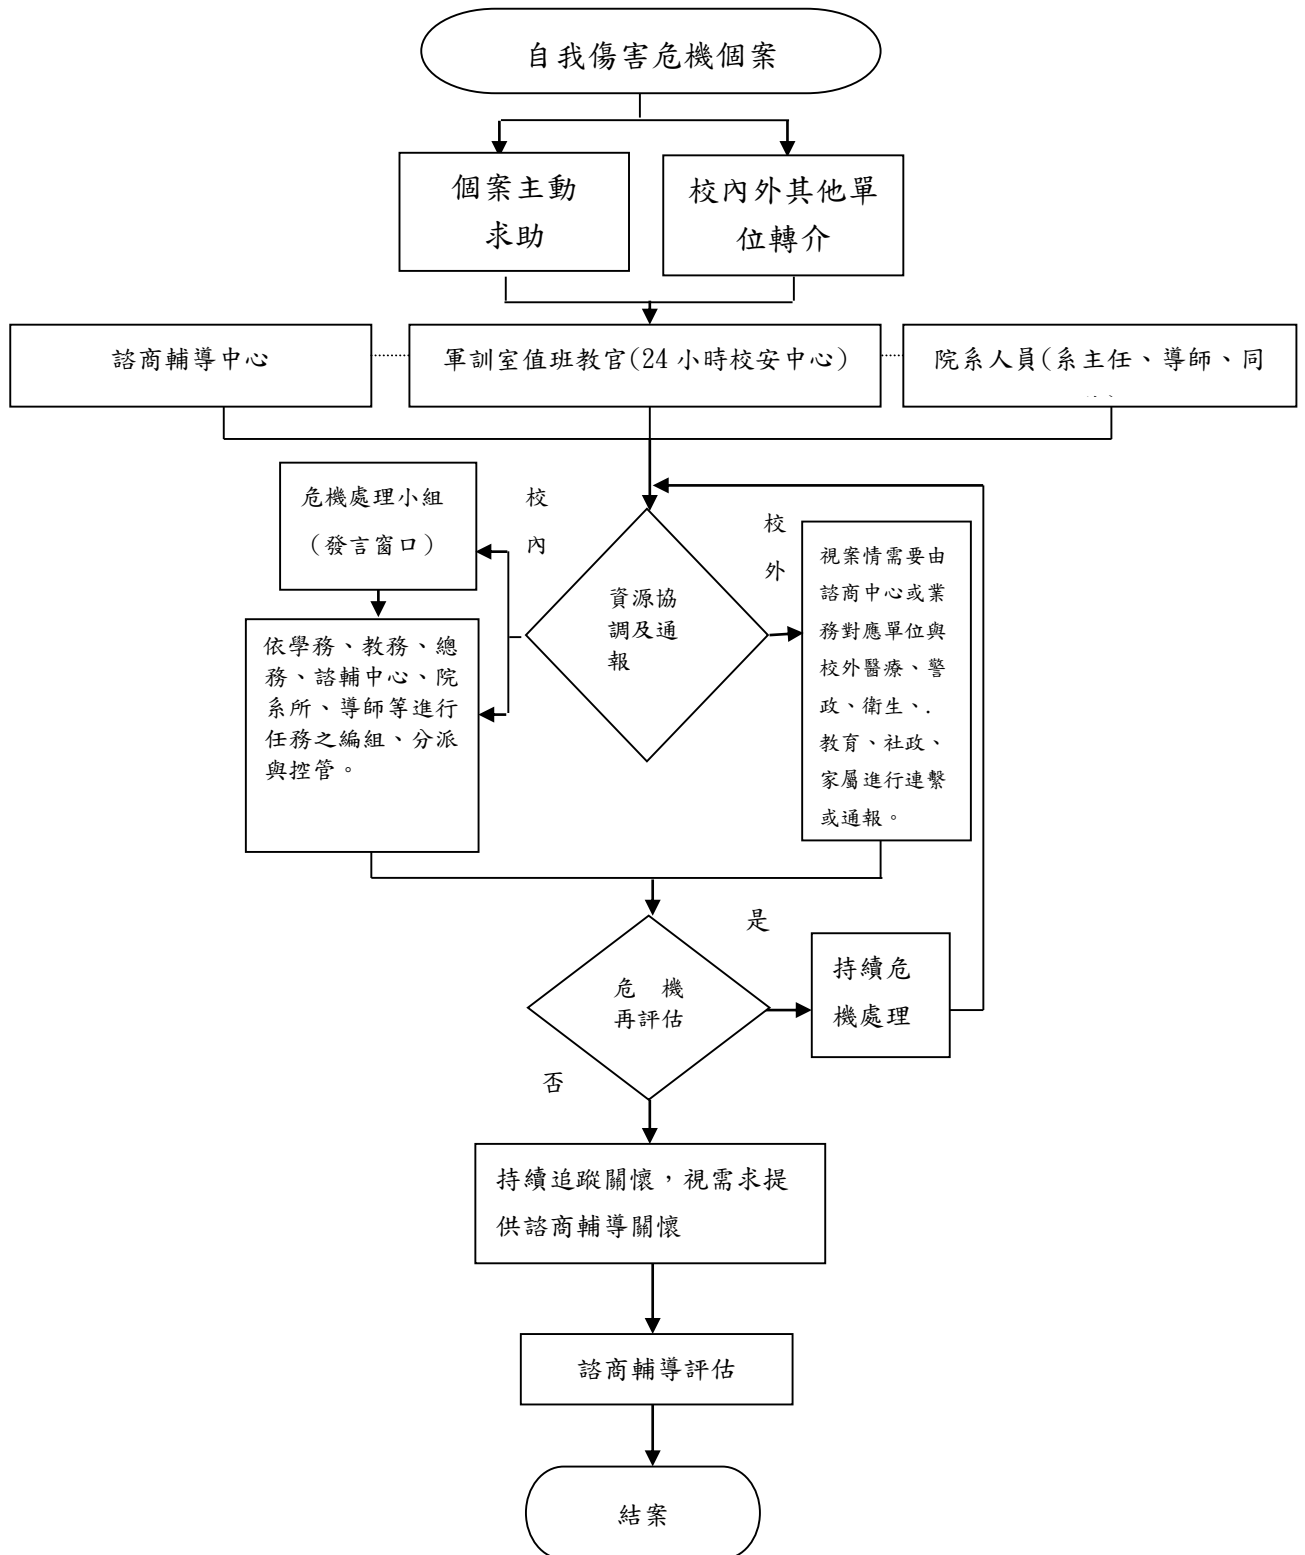 自我傷害危機個案
個案主動
求助
校內外其他單
位轉介
諮商輔導中心
軍訓室值班教官(24小時校安中心)
院系人員(系主任、導師、同
危機處理小組
（發言窗口）
校
內
資源協
調及通
報
校
外
視案情需要由
諮商中心或業
務對應單位與
校外醫療、警
政、衛生、.
教育、社政、
家屬進行連繫
或通報。
依學務、教務、總
務、諮輔中心、院
系所、導師等進行
任務之編組、分派
與控管。
危　機
再評估
是
持續危
機處理
否
持續追蹤關懷，視需求提
供諮商輔導關懷
諮商輔導評估
結案